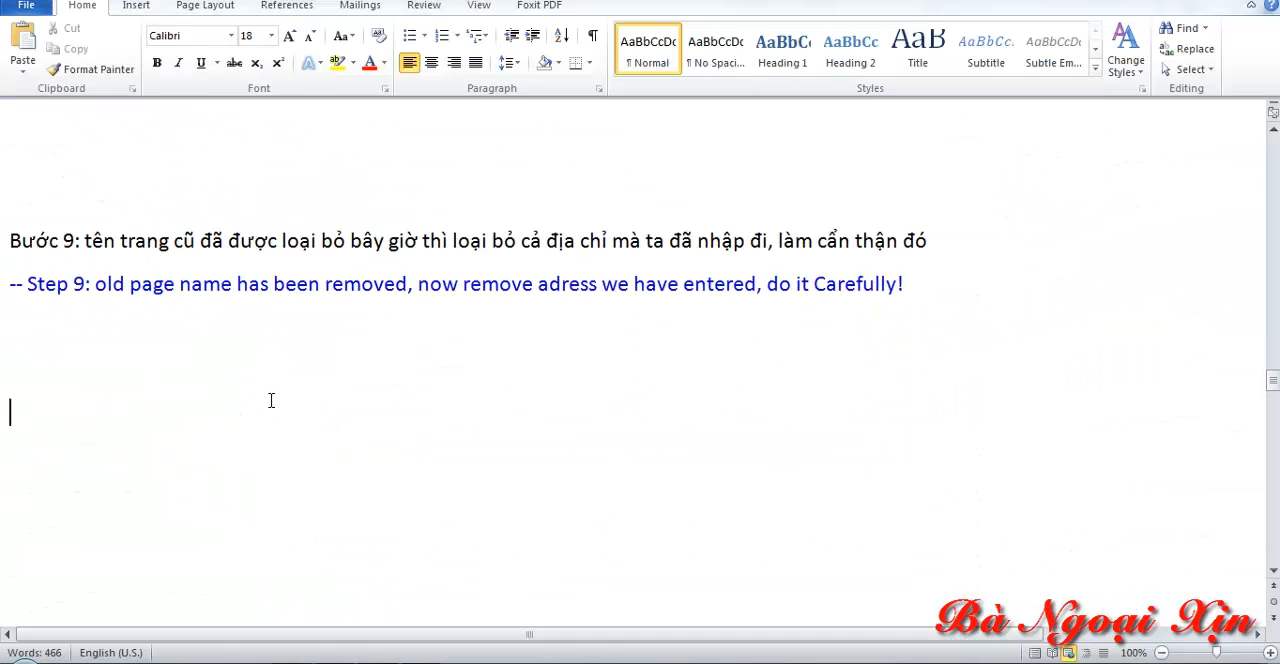 File Home Insert Page Layout References Mailings Review View Foxit PDF
Paste Cut Copy Format Painter Clipboard
Calibri 18 Font
Paragraph
AaBbCcDc ¶ Normal AaBbCcDc ¶ No Spac... AaBbC Heading 1 AaBbCc Heading 2 AaB Title AaBbCc. Subtitle AaBbCcDt Subtle Em...
Change Styles Styles
Find Replace Select Editing
Bước 9: tên trang cũ đã được loại bỏ bây giờ thì loại bỏ cả địa chỉ mà ta đã nhập đi, làm cẩn thận đó
-- Step 9: old page name has been removed, now remove adress we have entered, do it Carefully!
Bà Ngoại Xịn
Words: 466 English (U.S.) 100%